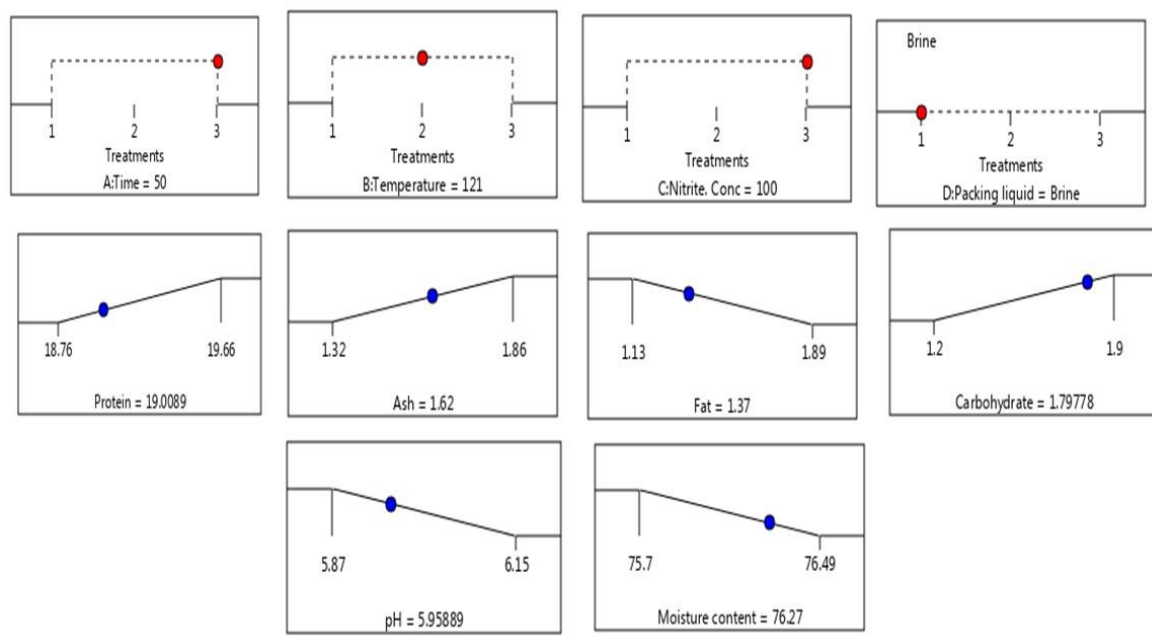 Brine
1 2 3
Treatments
A:Time = 50
1 2 3
Treatments
B:Temperature = 121
1 2 3
Treatments
C:Nitrite. Conc = 100
1 2 3
Treatments
D:Packing liquid = Brine
18.76 19.66
Protein = 19.0089
1.32 1.86
Ash = 1.62
1.13 1.89
Fat = 1.37
1.2 1.9
Carbohydrate = 1.79778
5.87 6.15
pH = 5.95889
75.7 76.49
Moisture content = 76.27